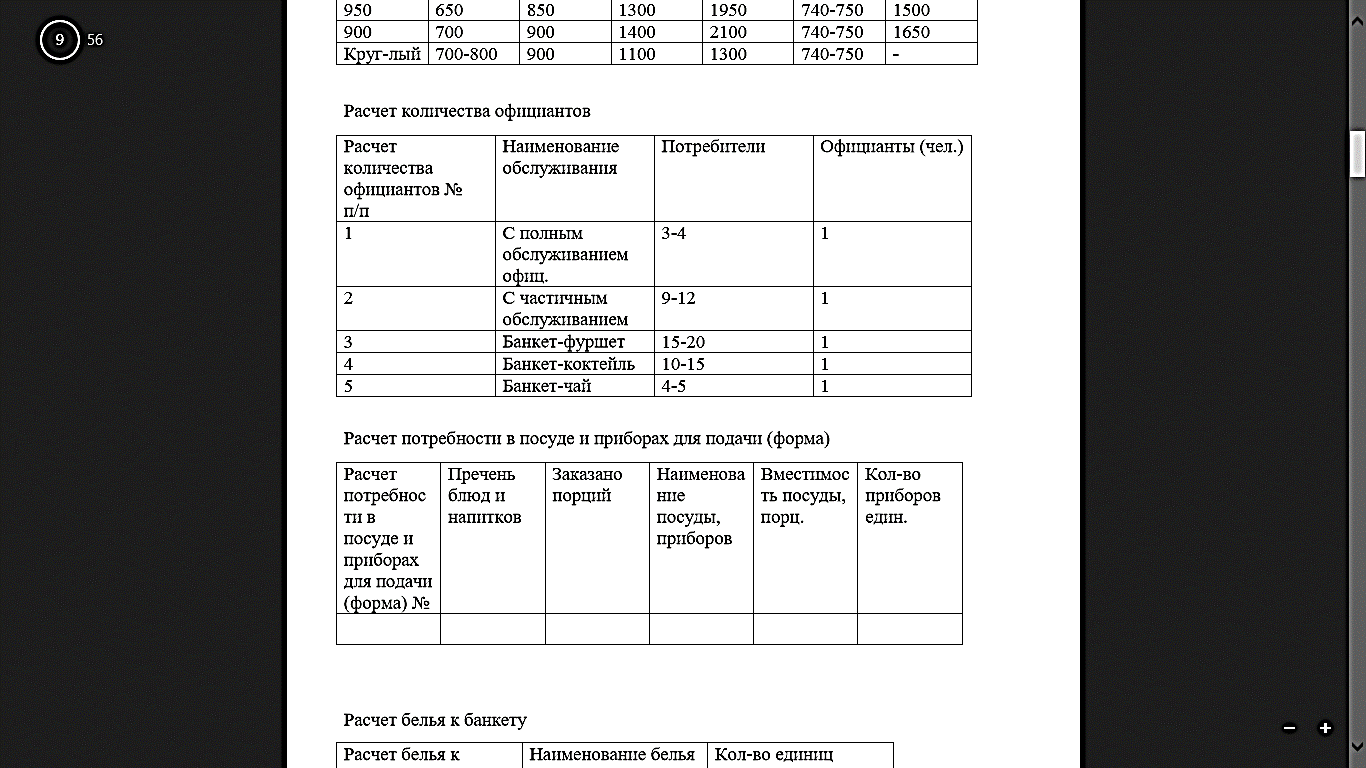 9 56
950 650 850 1300 1950 740-750 1500
900 700 900 1400 2100 740-750 1650
Круг-лый 700-800 900 1100 1300 740-750 -
Расчет количества официантов
Расчет количества официантов № п/п Наименование обслуживания Потребители Официанты (чел.)
1 С полным обслуживанием офиц. 3-4 1
2 С частичным обслуживанием 9-12 1
3 Банкет-фуршет 15-20 1
4 Банкет-коктейль 10-15 1
5 Банкет-чай 4-5 1
Расчет потребности в посуде и приборах для подачи (форма)
Расчет потребнос ти в посуде и приборах для подачи (форма) № Пречень блюд и напитков Заказано порций Наименова ние посуды, приборов Вместимос ть посуды, порц. Кол-во приборов един.
Расчет белья к банкету
Расчет белья к Наименование белья Кол-во единиц